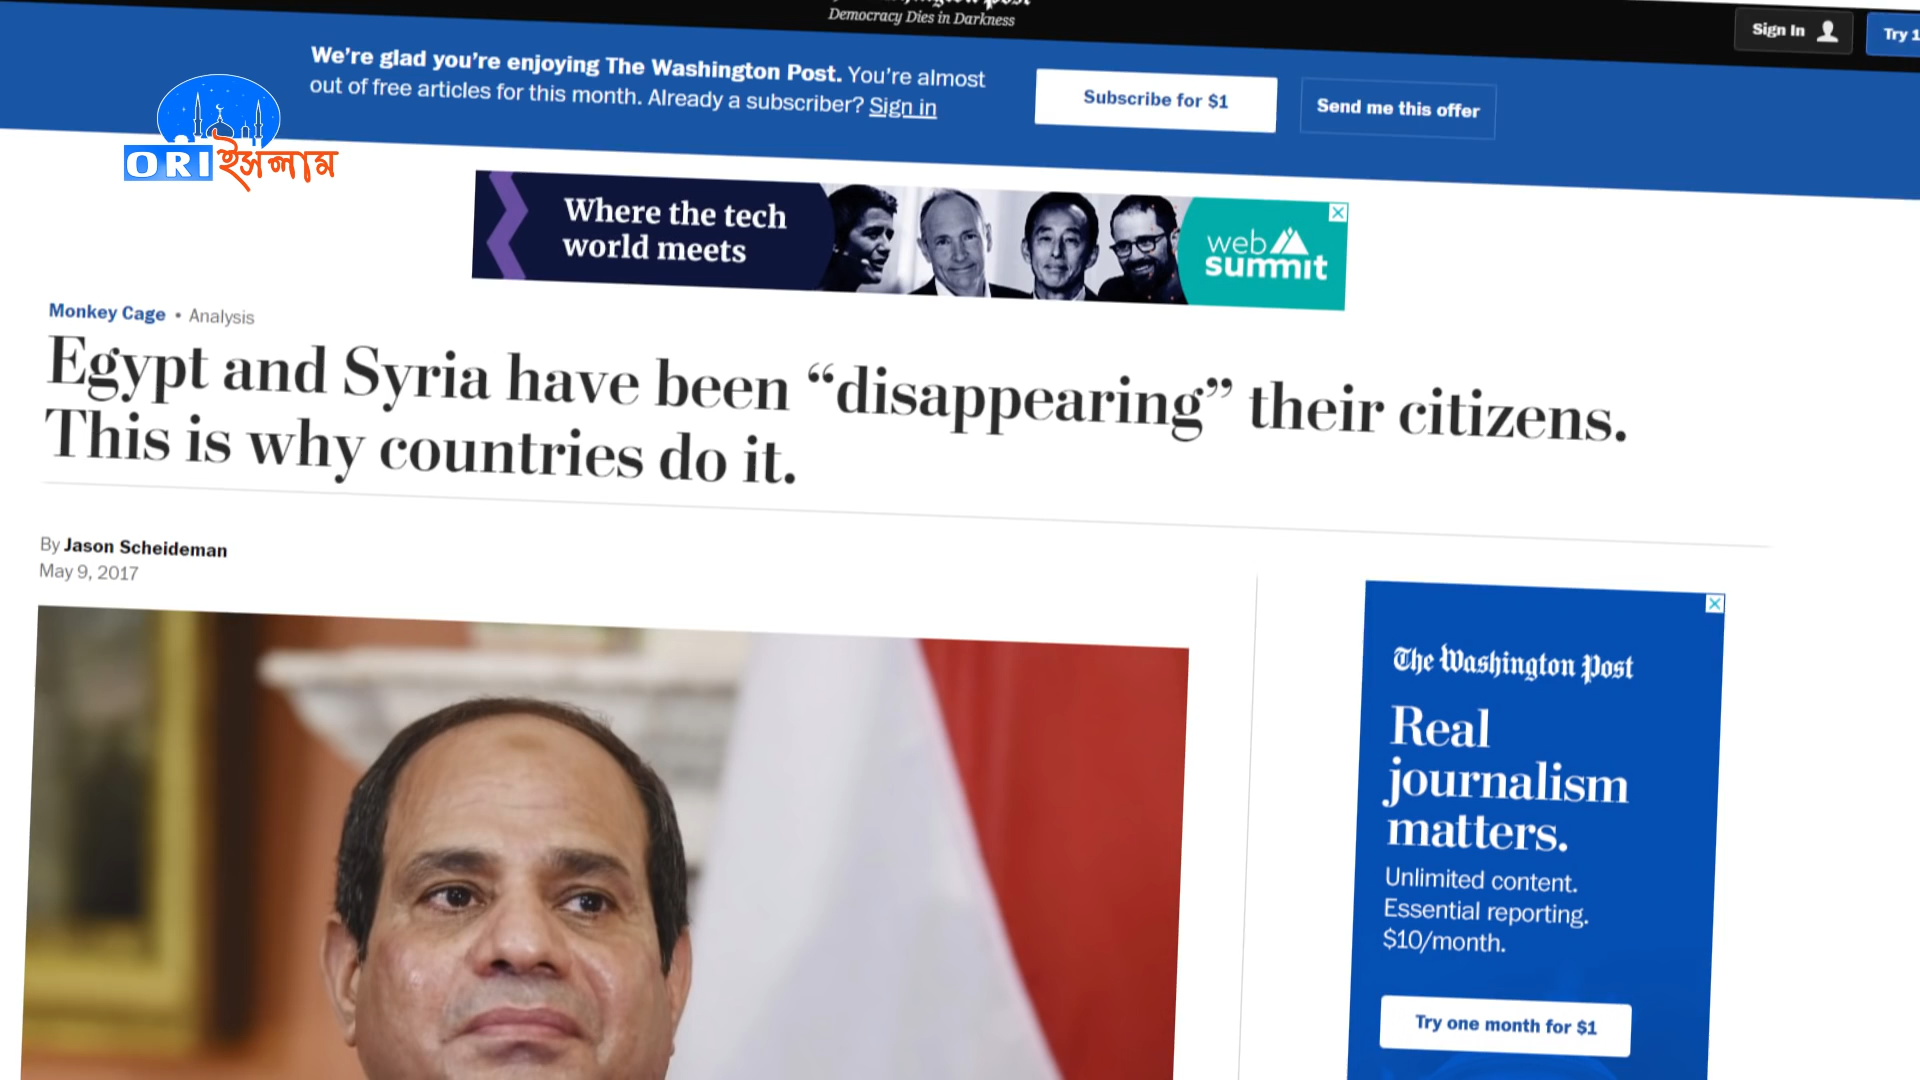 Democracy Dies in Darkness
Sign In
Try 1
We're glad you're enjoying The Washington Post. You're almost
out of free articles for this month. Already a subscriber? Sign in
Subscribe for $1
Send me this offer
ORI ইসলাম
Where the tech
world meets
web
summit
Monkey Cage • Analysis
Egypt and Syria have been “disappearing” their citizens.
This is why countries do it.
By Jason Scheideman
May 9, 2017
The Washington Post
Real
journalism
matters.
Unlimited content.
Essential reporting.
$10/month.
Try one month for $1